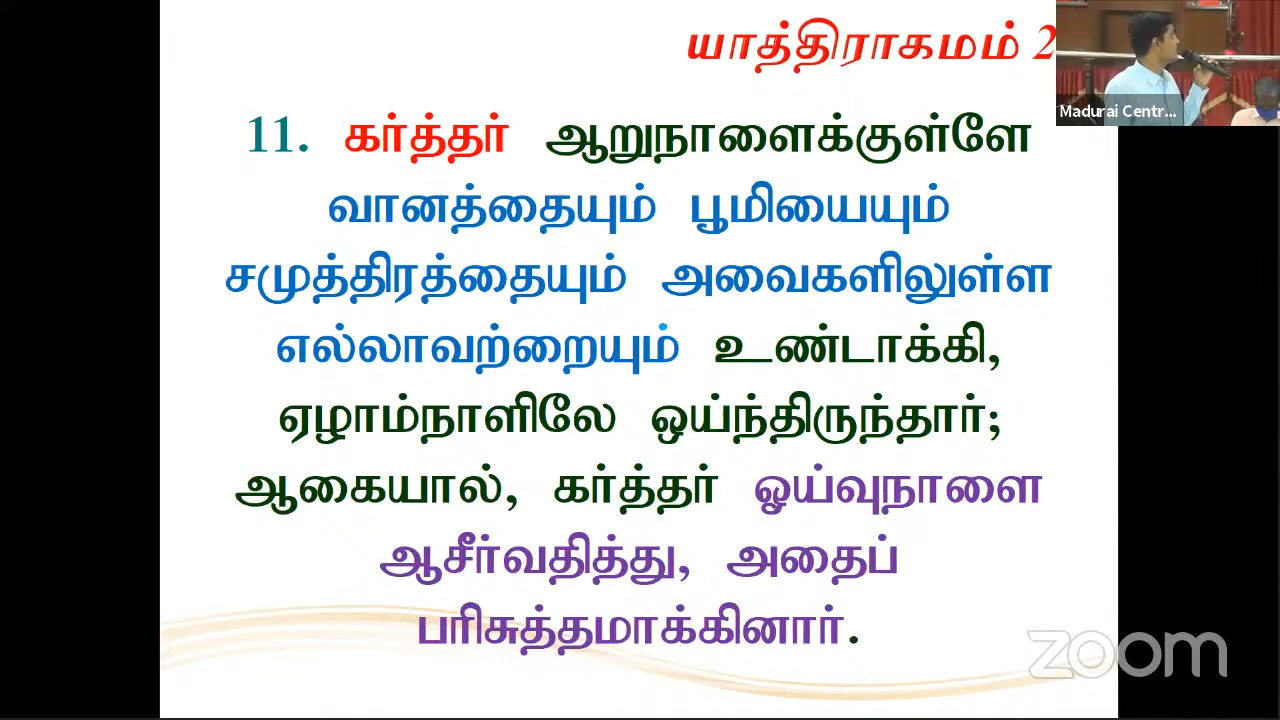 யாத்திராகமம் 2
Madurai Centr...
11. கர்த்தர் ஆறுநாளைக்குள்ளே
வானத்தையும் பூமியையும்
சமுத்திரத்தையும் அவைகளிலுள்ள
எல்லாவற்றையும் உண்டாக்கி,
ஏழாம்நாளிலே ஒய்ந்திருந்தார்;
ஆகையால், கர்த்தர் ஓய்வுநாளை
ஆசீர்வதித்து, அதைப்
பரிசுத்தமாக்கினார்.
zoom